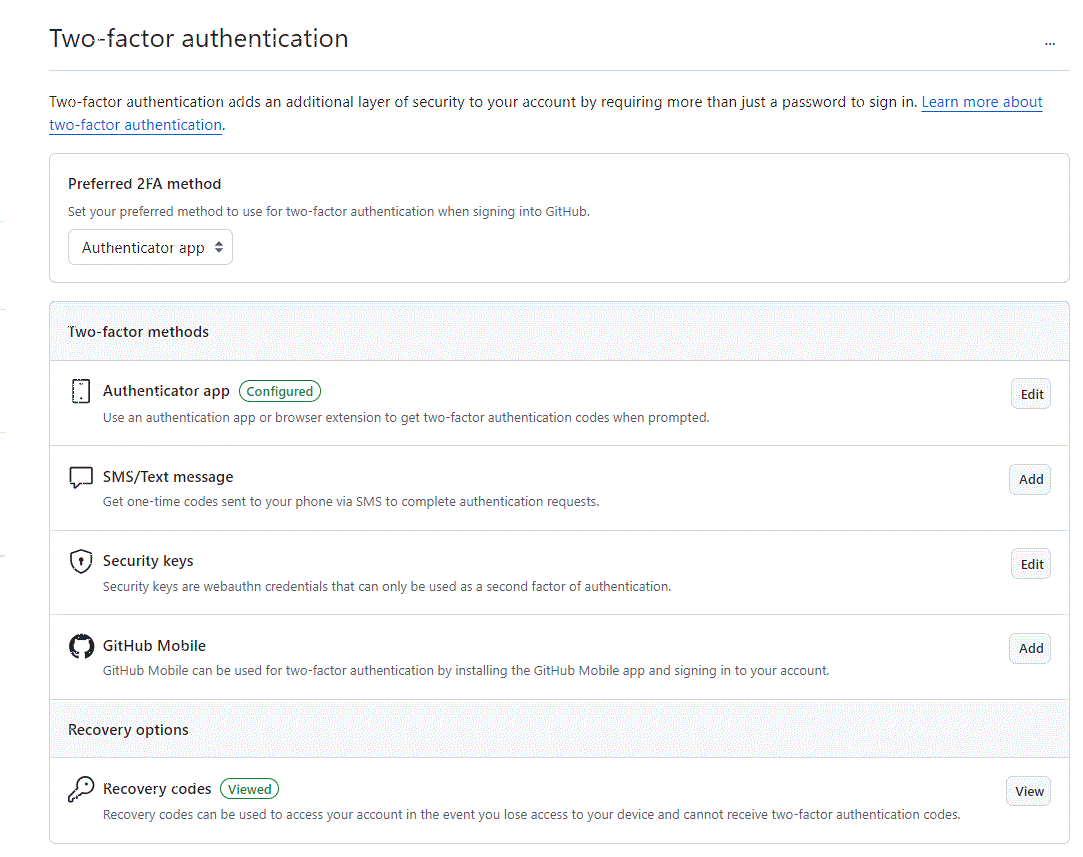 Two-factor authentication
...
Two-factor authentication adds an additional layer of security to your account by requiring more than just a password to sign in. Learn more about
two-factor authentication.
Preferred 2FA method
Set your preferred method to use for two-factor authentication when signing into GitHub.
Authenticator app
Two-factor methods
Authenticator app Configured
Edit
Use an authentication app or browser extension to get two-factor authentication codes when prompted.
SMS/Text message
Add
Get one-time codes sent to your phone via SMS to complete authentication requests.
Security keys
Edit
Security keys are webauthn credentials that can only be used as a second factor of authentication.
GitHub Mobile
Add
GitHub Mobile can be used for two-factor authentication by installing the GitHub Mobile app and signing in to your account.
Recovery options
Recovery codes Viewed
View
Recovery codes can be used to access your account in the event you lose access to your device and cannot receive two-factor authentication codes.